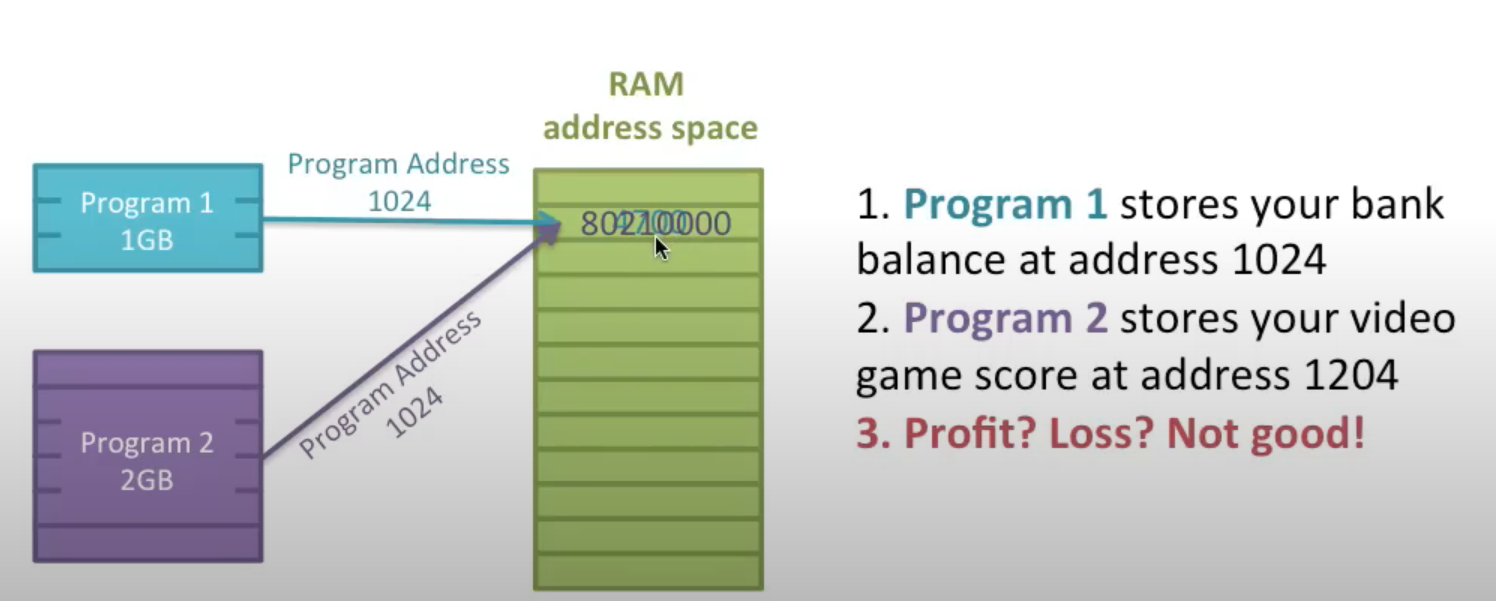 RAM
address space
Program Address
1024
Program 1
1GB
Program Address
1024
Program 2
2GB
1. Program 1 stores your bank
balance at address 1024
2. Program 2 stores your video
game score at address 1204
3. Profit? Loss? Not good!